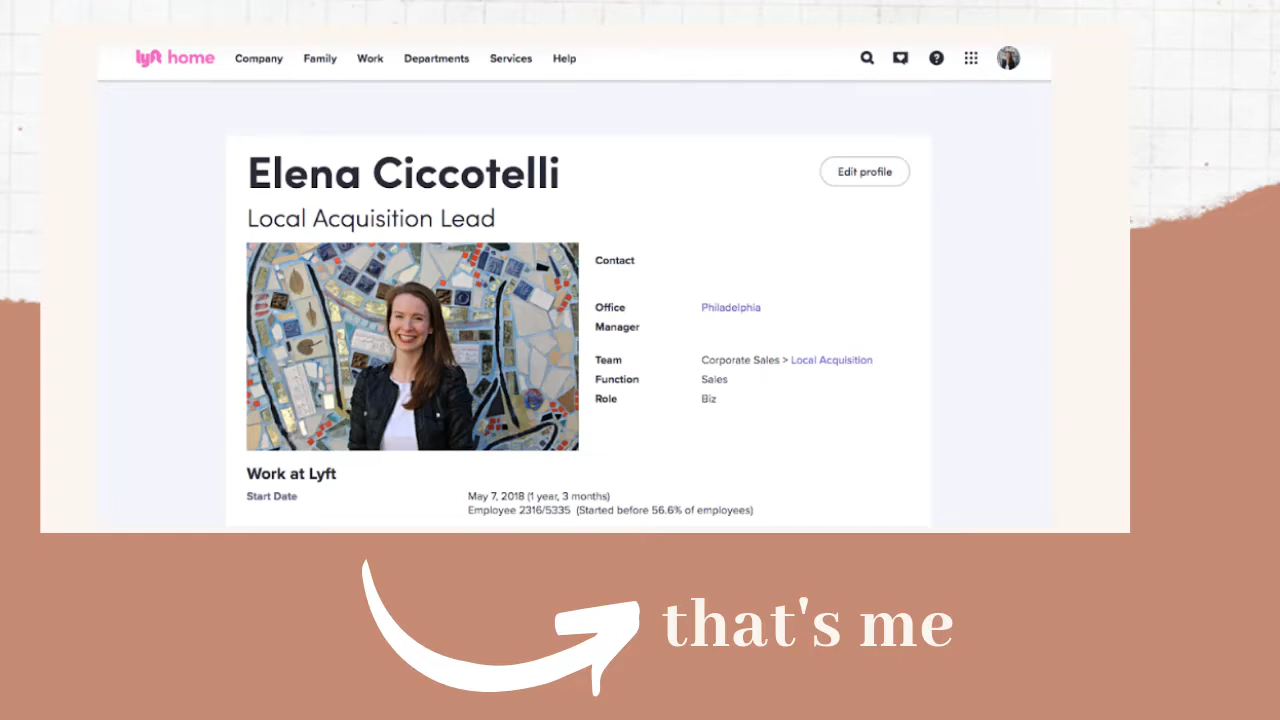 lyft home Company Family Work Departments Services Help
Elena Ciccotelli
Edit profile
Local Acquisition Lead
Contact
Office Philadelphia
Manager
Team Corporate Sales > Local Acquisition
Function Sales
Role Biz
Work at Lyft
Start Date May 7, 2018 (1 year, 3 months)
Employee 2316/5335 (Started before 56.6% of employees)
that's me